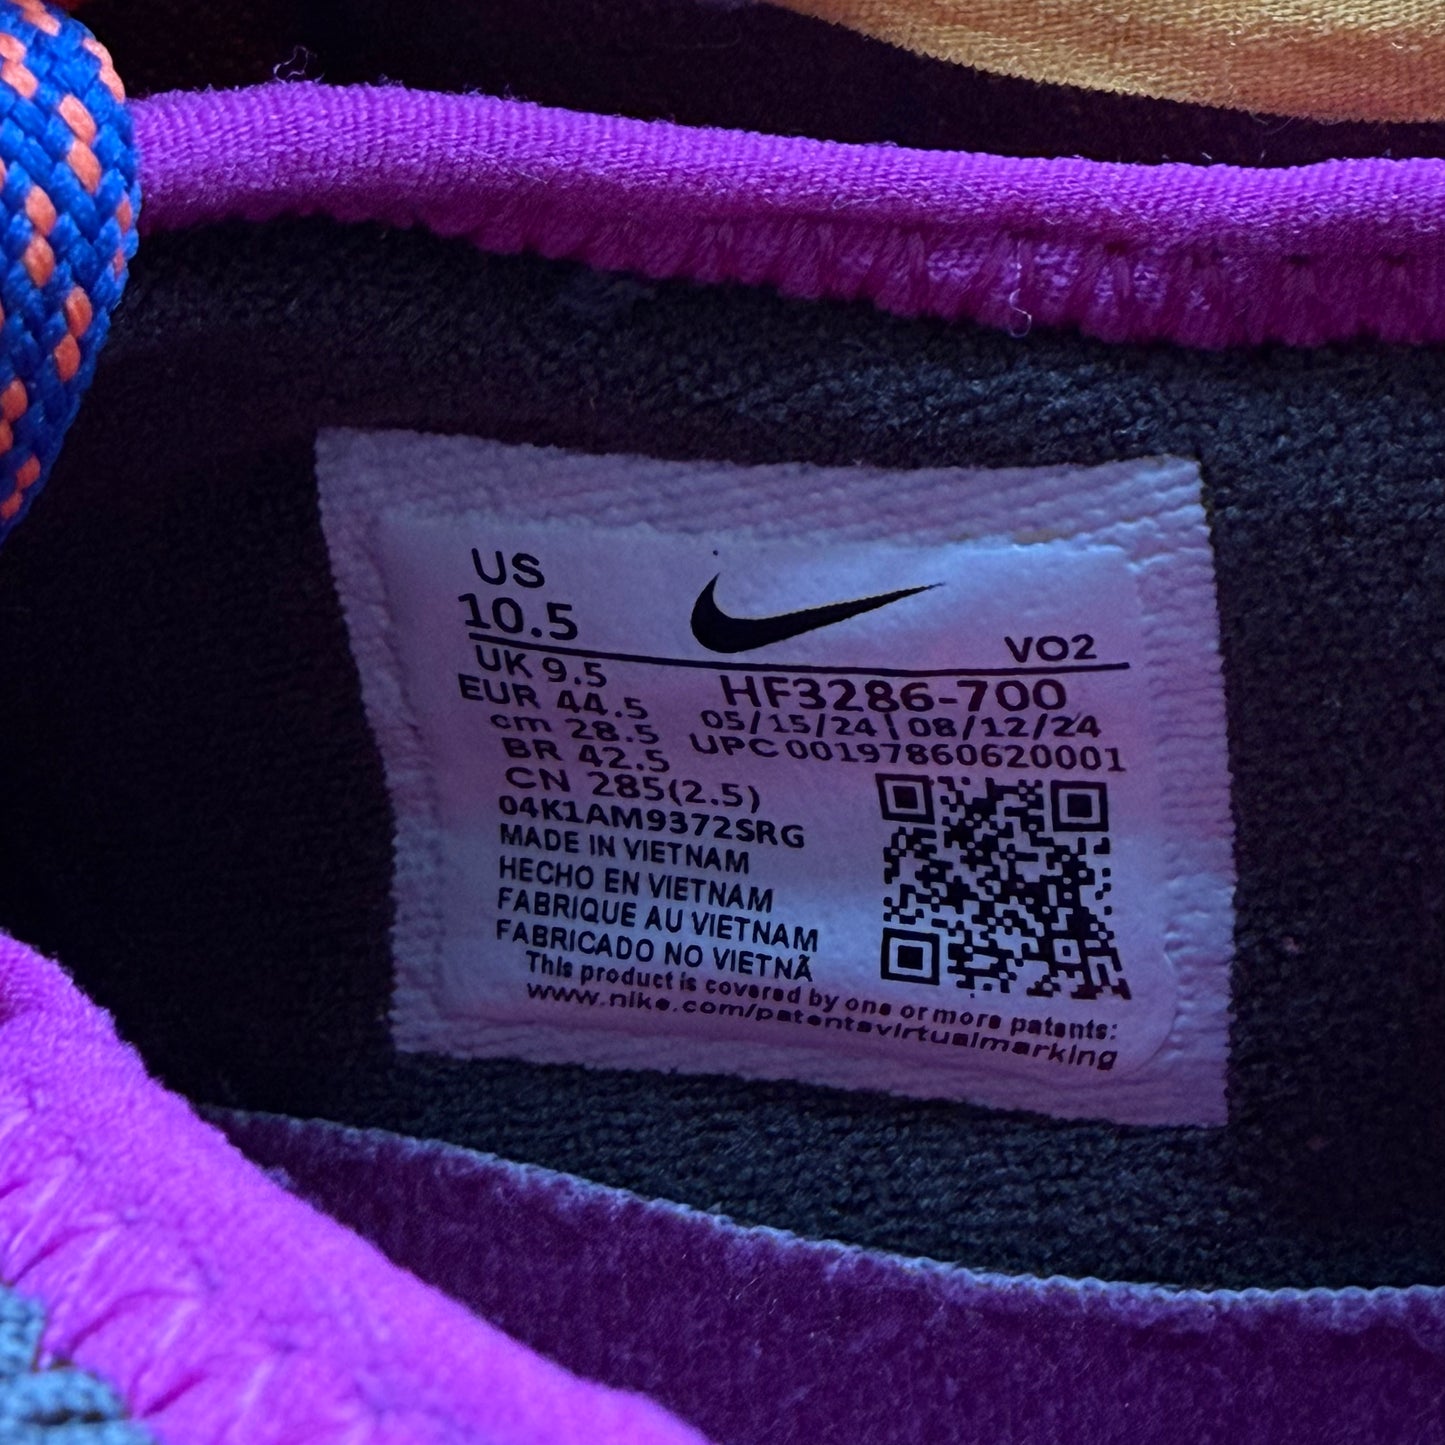 US
10.5
VO2
UK 9.5
HF3286-700
EUR 44.5
05/15/24\08/12/24
cm 28.5
UPC 00197860620001
BR 42.5
CN 285(2.5)
04K1AM9372SRG
MADE IN VIETNAM
HECHO EN VIETNAM
FABRIQUE AU VIETNAM
FABRICADO NO VIETNÃ
This product is covered by one or more patents:
www.nike.com/patentsvirtualmarking